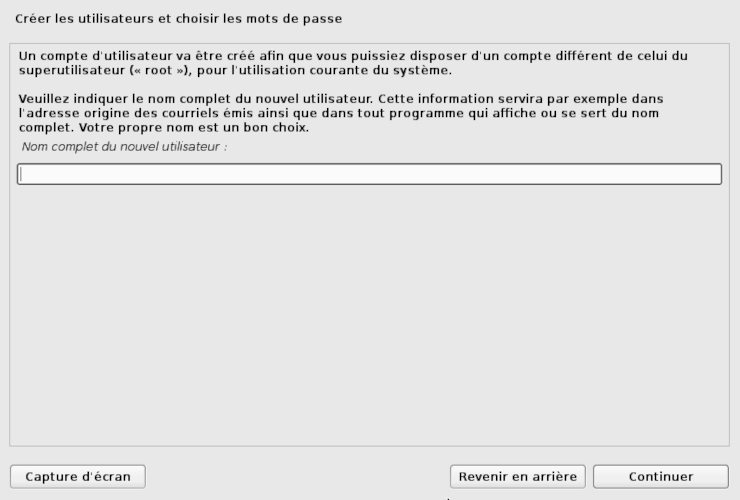 Créer les utilisateurs et choisir les mots de passe
Un compte d'utilisateur va être créé afin que vous puissiez disposer d'un compte différent de celui du
superutilisateur (« root »), pour l'utilisation courante du système.
Veuillez indiquer le nom complet du nouvel utilisateur. Cette information servira par exemple dans
l'adresse origine des courriels émis ainsi que dans tout programme qui affiche ou se sert du nom
complet. Votre propre nom est un bon choix.
Nom complet du nouvel utilisateur :
Capture d'écran
Revenir en arrière
Continuer